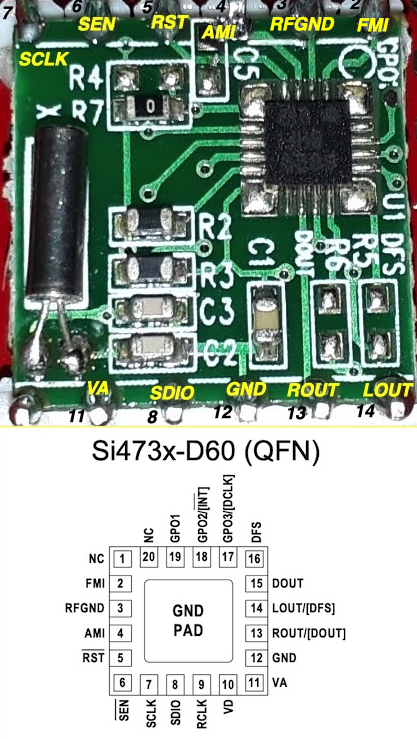 7 6 5 4 3 2
SCLK SEN RST AMI RFGND FMI
R4
R7
0
C5
GPO1
X
U1
R2
R3
C3
C2
C1
DOUT
R6
R5
DFS
VA SDIO GND ROUT LOUT
11 8 12 13 14
Si473x-D60 (QFN)
NC GPO1 GPO2/[INT] GPO3/[DCLK] DFS
20 19 18 17 16
NC 1
FMI 2
RFGND 3
AMI 4
RST 5
6
GND
PAD
15 DOUT
14 LOUT/[DFS]
13 ROUT/[DOUT]
12 GND
11 VA
7 8 9 10
SEN SCLK SDIO RCLK VD